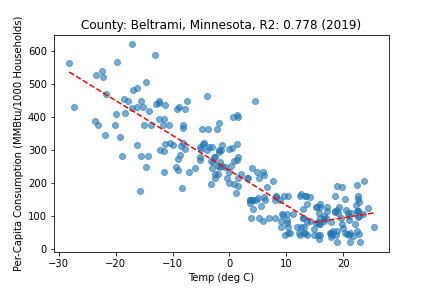 County: Beltrami, Minnesota, R2: 0.778 (2019)
Per-Capita Consumption (MMBtu/1000 Households)
600
500
400
300
200
100
0
−30 −20 −10 0 10 20
Temp (deg C)